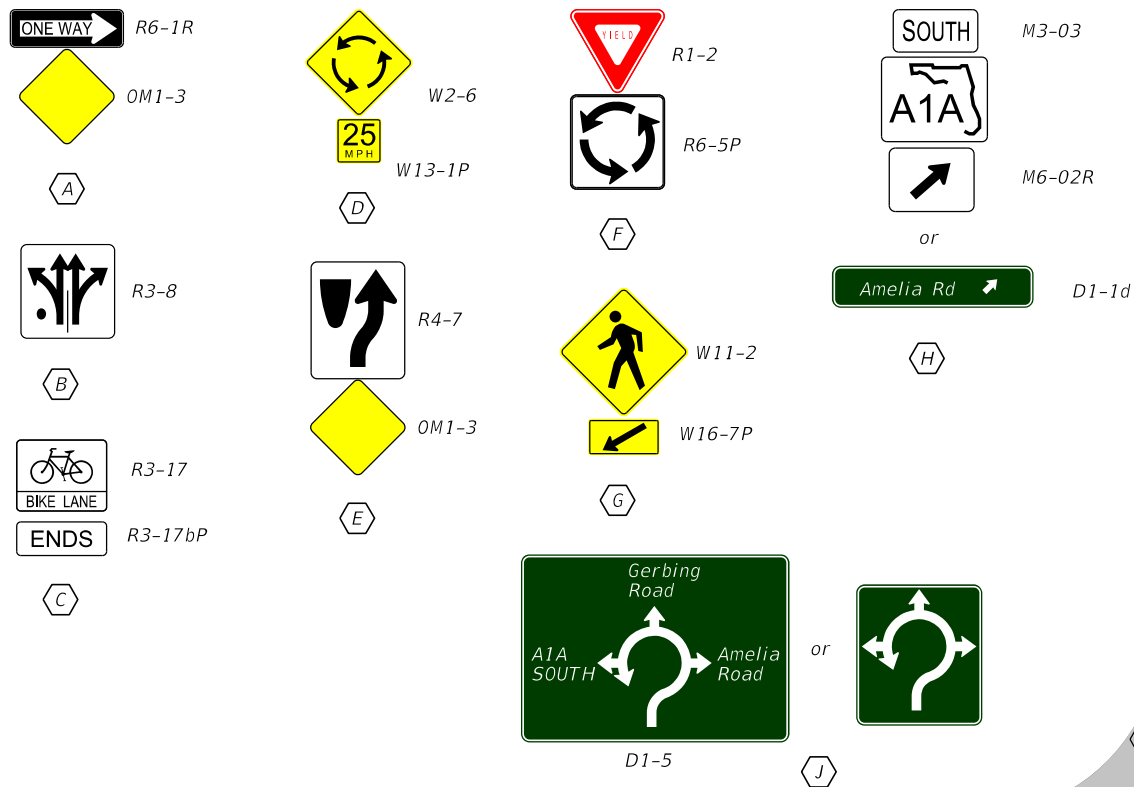 ONE WAY
R6-1R
OM1-3
A
R3-8
B
R3-17
BIKE LANE
ENDS
R3-17bP
C
W2-6
25
MPH
W13-1P
D
R4-7
OM1-3
E
YIELD
R1-2
R6-5P
F
W11-2
W16-7P
G
SOUTH
M3-03
A1A
M6-02R
or
Amelia Rd
D1-1d
H
Gerbing
Road
A1A
SOUTH
Amelia
Road
D1-5
or
J